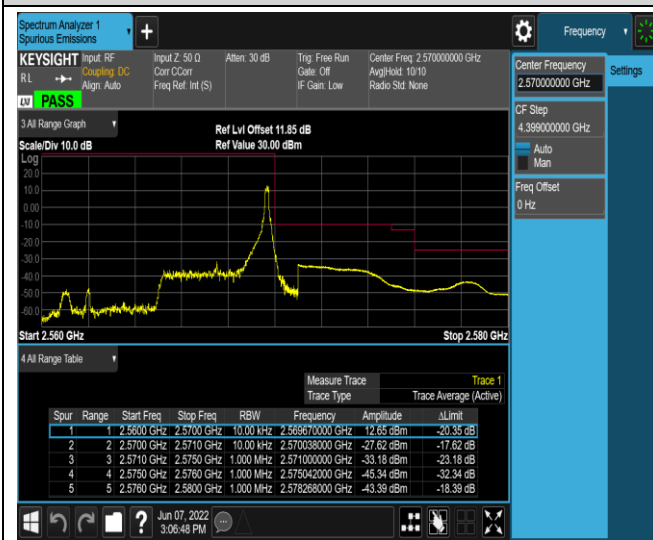 Spectrum Analyzer 1
Spurious Emissions
Frequency
KEYSIGHT Input: RF Input Z: 50 Ω Atten: 30 dB Trig: Free Run Center Freq: 2.570000000 GHz
RL Coupling: DC Corr CCorr Gate: Off Avg|Hold: 10/10
Align: Auto Freq Ref: Int (S) IF Gain: Low Radio Std: None
LXI PASS
Center Frequency
2.570000000 GHz
Settings
CF Step
4.399000000 GHz
Auto
Man
Freq Offset
0 Hz
3 All Range Graph
Ref Lvl Offset 11.85 dB
Scale/Div 10.0 dB Ref Value 30.00 dBm
Log
20.0
10.0
0.00
-10.0
-20.0
-30.0
-40.0
-50.0
-60.0
Start 2.560 GHz Stop 2.580 GHz
4 All Range Table
Measure Trace Trace 1
Trace Type Trace Average (Active)
Spur Range Start Freq Stop Freq RBW Frequency Amplitude ΔLimit
1 1 2.5600 GHz 2.5700 GHz 10.00 kHz 2.569670000 GHz 12.65 dBm -20.35 dB
2 2 2.5700 GHz 2.5710 GHz 10.00 kHz 2.570038000 GHz -27.62 dBm -17.62 dB
3 3 2.5710 GHz 2.5750 GHz 1.000 MHz 2.571000000 GHz -33.18 dBm -23.18 dB
4 4 2.5750 GHz 2.5760 GHz 1.000 MHz 2.575042000 GHz -45.34 dBm -32.34 dB
5 5 2.5760 GHz 2.5800 GHz 1.000 MHz 2.578268000 GHz -43.39 dBm -18.39 dB
? Jun 07, 2022
3:06:48 PM